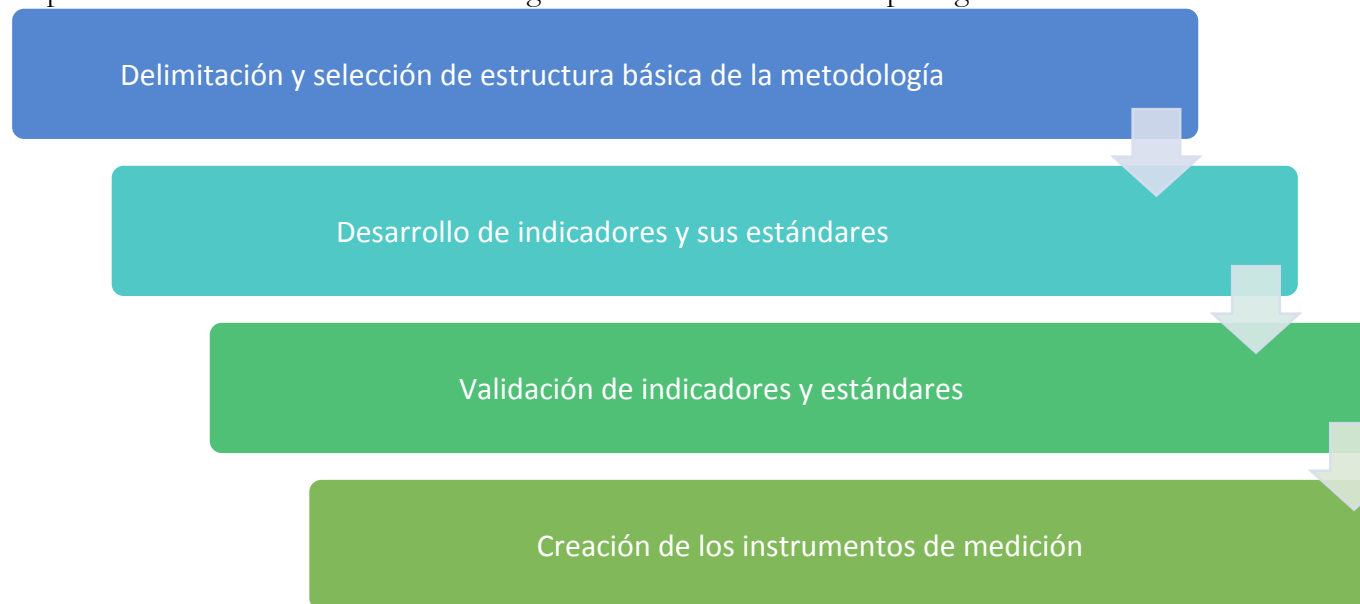 Delimitación y selección de estructura básica de la metodología
Desarrollo de indicadores y sus estándares
Validación de indicadores y estándares
Creación de los instrumentos de medición